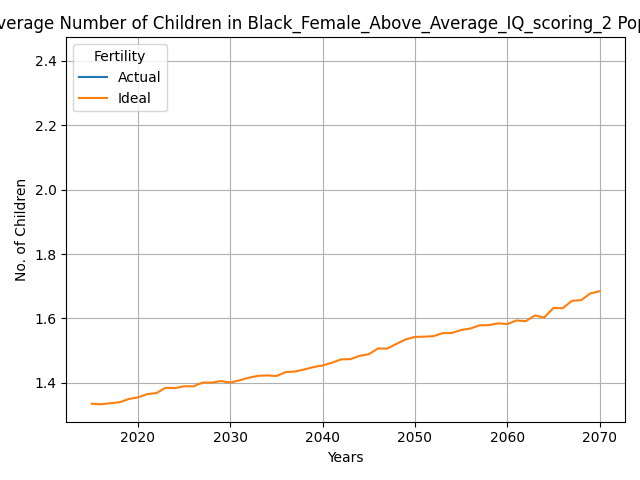 verage Number of Children in Black_Female_Above_Average_IQ_scoring_2 Pop
Fertility
Actual
Ideal
2.4
2.2
2.0
1.8
1.6
1.4
No. of Children
2020 2030 2040 2050 2060 2070
Years